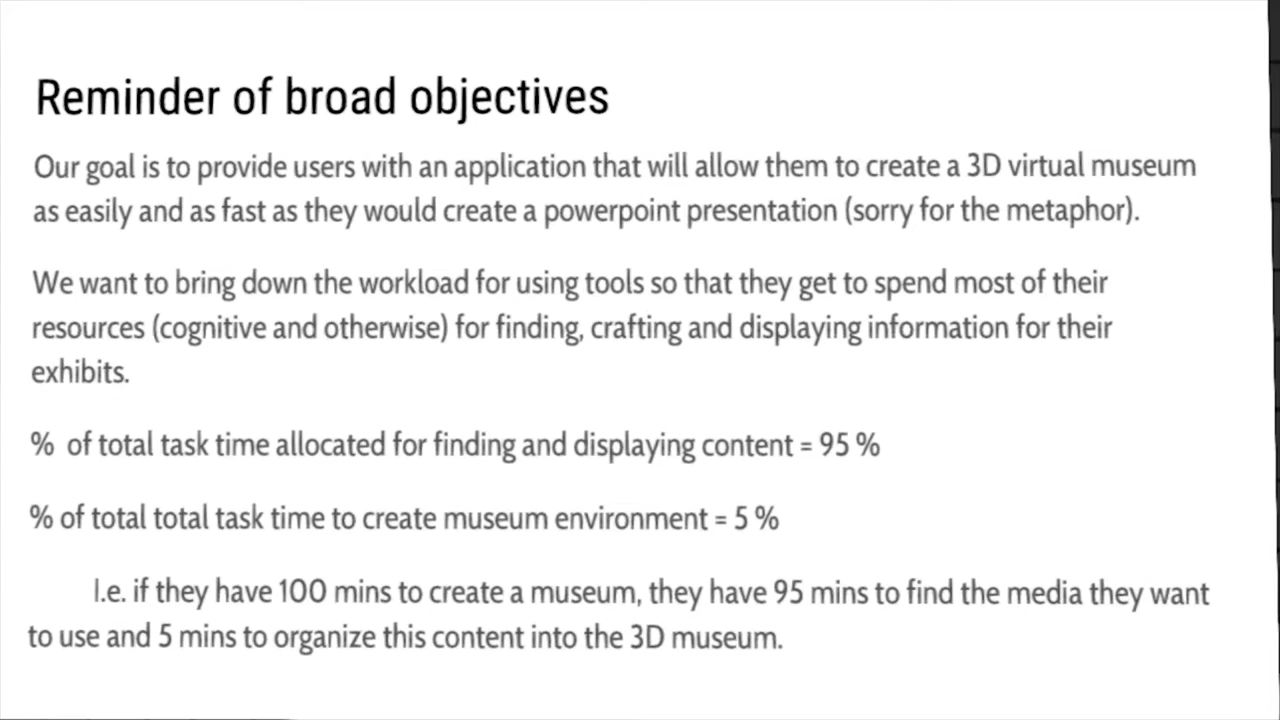 Reminder of broad objectives
Our goal is to provide users with an application that will allow them to create a 3D virtual museum
as easily and as fast as they would create a powerpoint presentation (sorry for the metaphor).
We want to bring down the workload for using tools so that they get to spend most of their
resources (cognitive and otherwise) for finding, crafting and displaying information for their
exhibits.
% of total task time allocated for finding and displaying content = 95 %
% of total total task time to create museum environment = 5 %
I.e. if they have 100 mins to create a museum, they have 95 mins to find the media they want
to use and 5 mins to organize this content into the 3D museum.